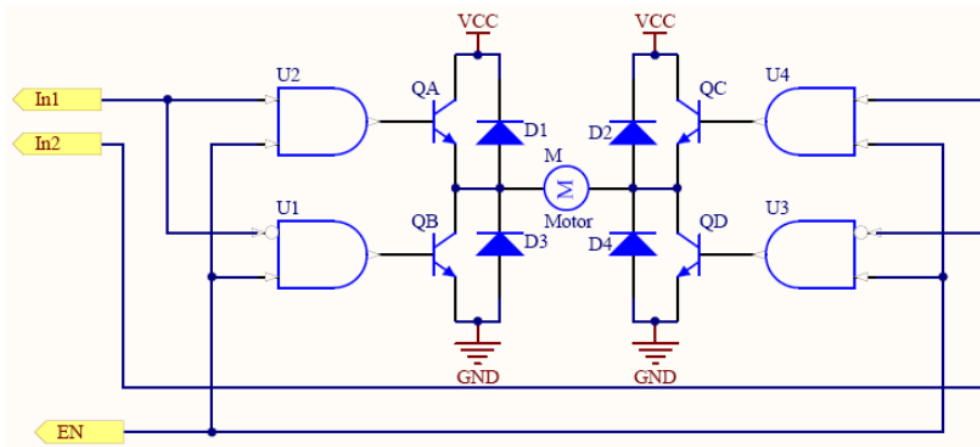 VCC
VCC
U2
QA
QC
U4
In1
D1
D2
In2
M
M
U1
QB
Motor
QD
U3
D3
D4
GND
GND
EN